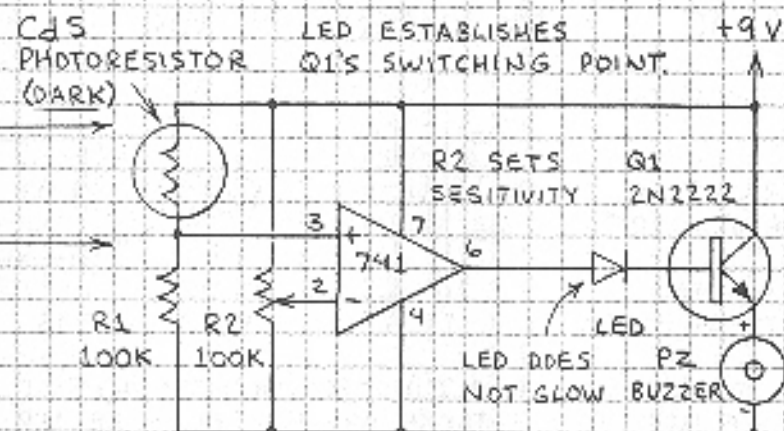 CdS
PHOTORESISTOR
(DARK)
LED ESTABLISHES
Q1'S SWITCHING POINT.
+9V
R2 SETS
SESITIVITY
Q1
2N2222
3
+
7
741
6
2
-
4
R1
100K
R2
100K
LED
LED DOES
NOT GLOW
+
PZ
BUZZER
-